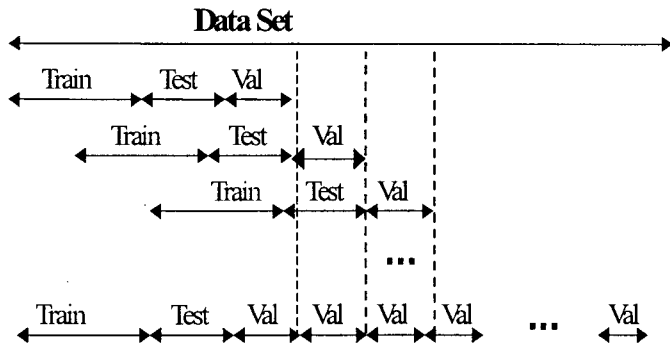 Data Set
Train Test Val
Train Test Val
Train Test Val
...
Train Test Val Val Val Val ... Val